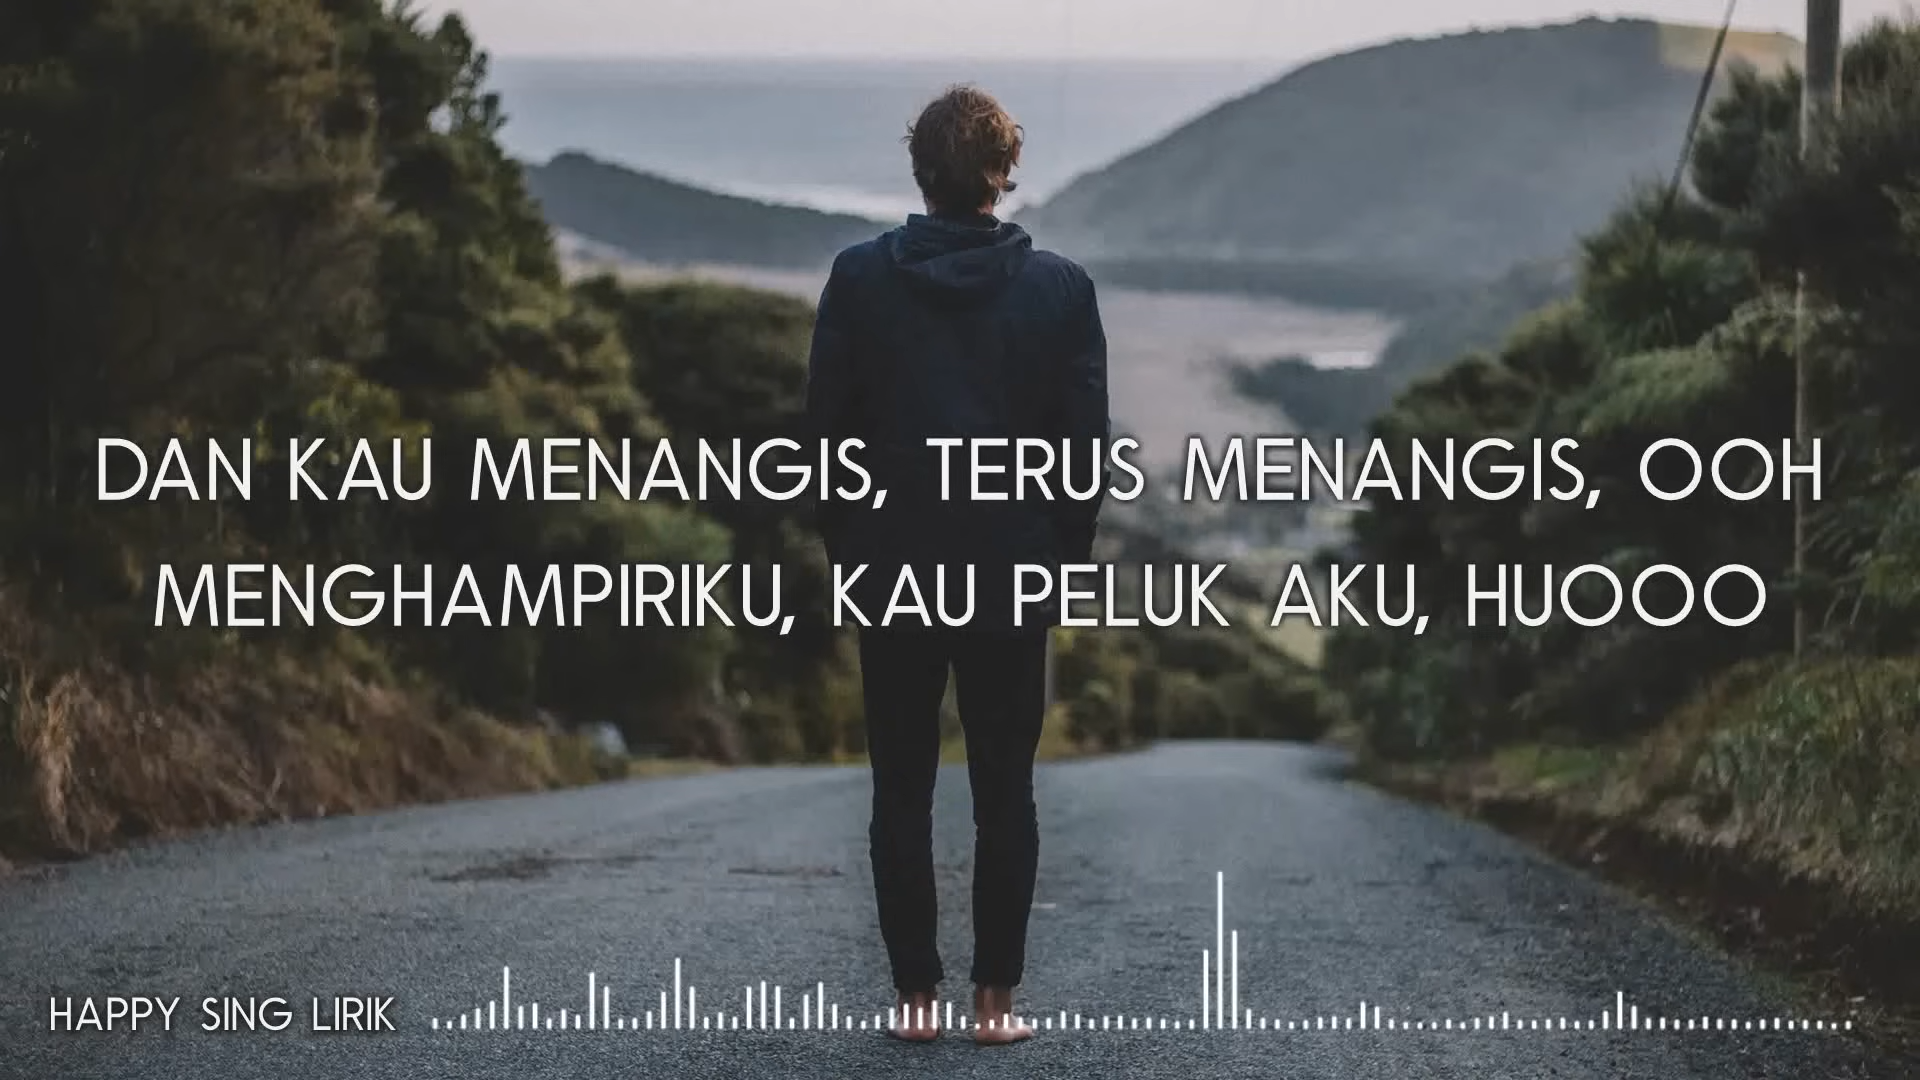 DAN KAU MENANGIS, TERUS MENANGIS, OOH
MENGHAMPIRIKU, KAU PELUK AKU, HUOOO
HAPPY SING LIRIK